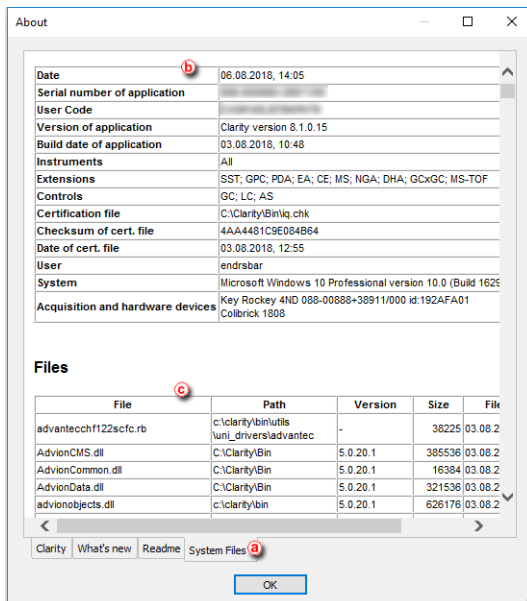 About
b
Date 06.08.2018, 14:05
Serial number of application
User Code
Version of application Clarity version 8.1.0.15
Build date of application 03.08.2018, 10:48
Instruments All
Extensions SST; GPC; PDA; EA; CE; MS; NGA; DHA; GCxGC; MS-TOF
Controls GC; LC; AS
Certification file C:\Clarity\Bin\iq.chk
Checksum of cert. file 4AA4481C9E084B64
Date of cert. file 03.08.2018, 12:55
User endrsbar
System Microsoft Windows 10 Professional version 10.0 (Build 1629
Acquisition and hardware devices Key Rockey 4ND 088-00888+38911/000 id:192AFA01
Colibrick 1808
Files
c
File Path Version Size File
advantecchf122scfc.rb c:\clarity\bin\utils
\uni_drivers\advantec - 38225 03.08.2
AdvionCMS.dll C:\Clarity\Bin 5.0.20.1 385536 03.08.2
AdvionCommon.dll C:\Clarity\Bin 5.0.20.1 16384 03.08.2
AdvionData.dll C:\Clarity\Bin 5.0.20.1 321536 03.08.2
advionobjects.dll c:\clarity\bin 5.0.20.1 626176 03.08.2
Clarity What's new Readme System Files a
OK